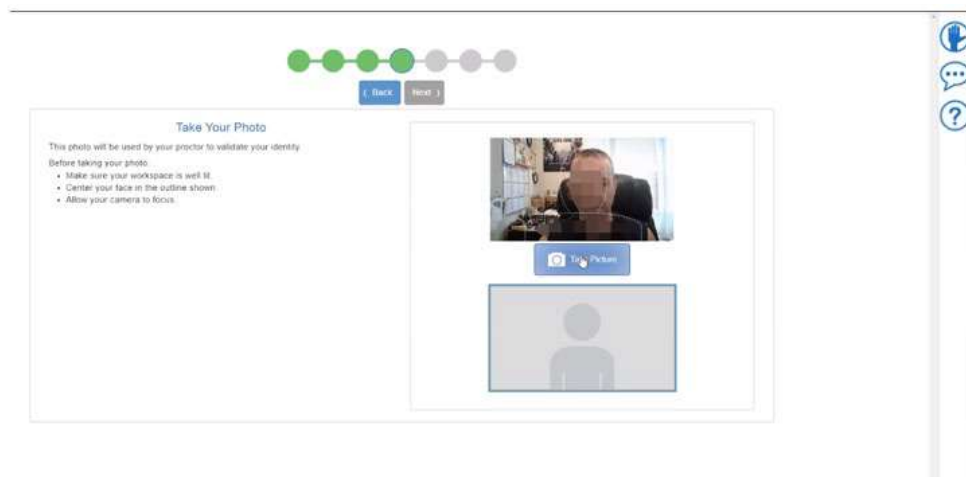 Back
Next
Take Your Photo
This photo will be used by your proctor to validate your identity.
Before taking your photo
Make sure your workspace is well lit.
Center your face in the outline shown
Allow your camera to focus.
Take Picture
?